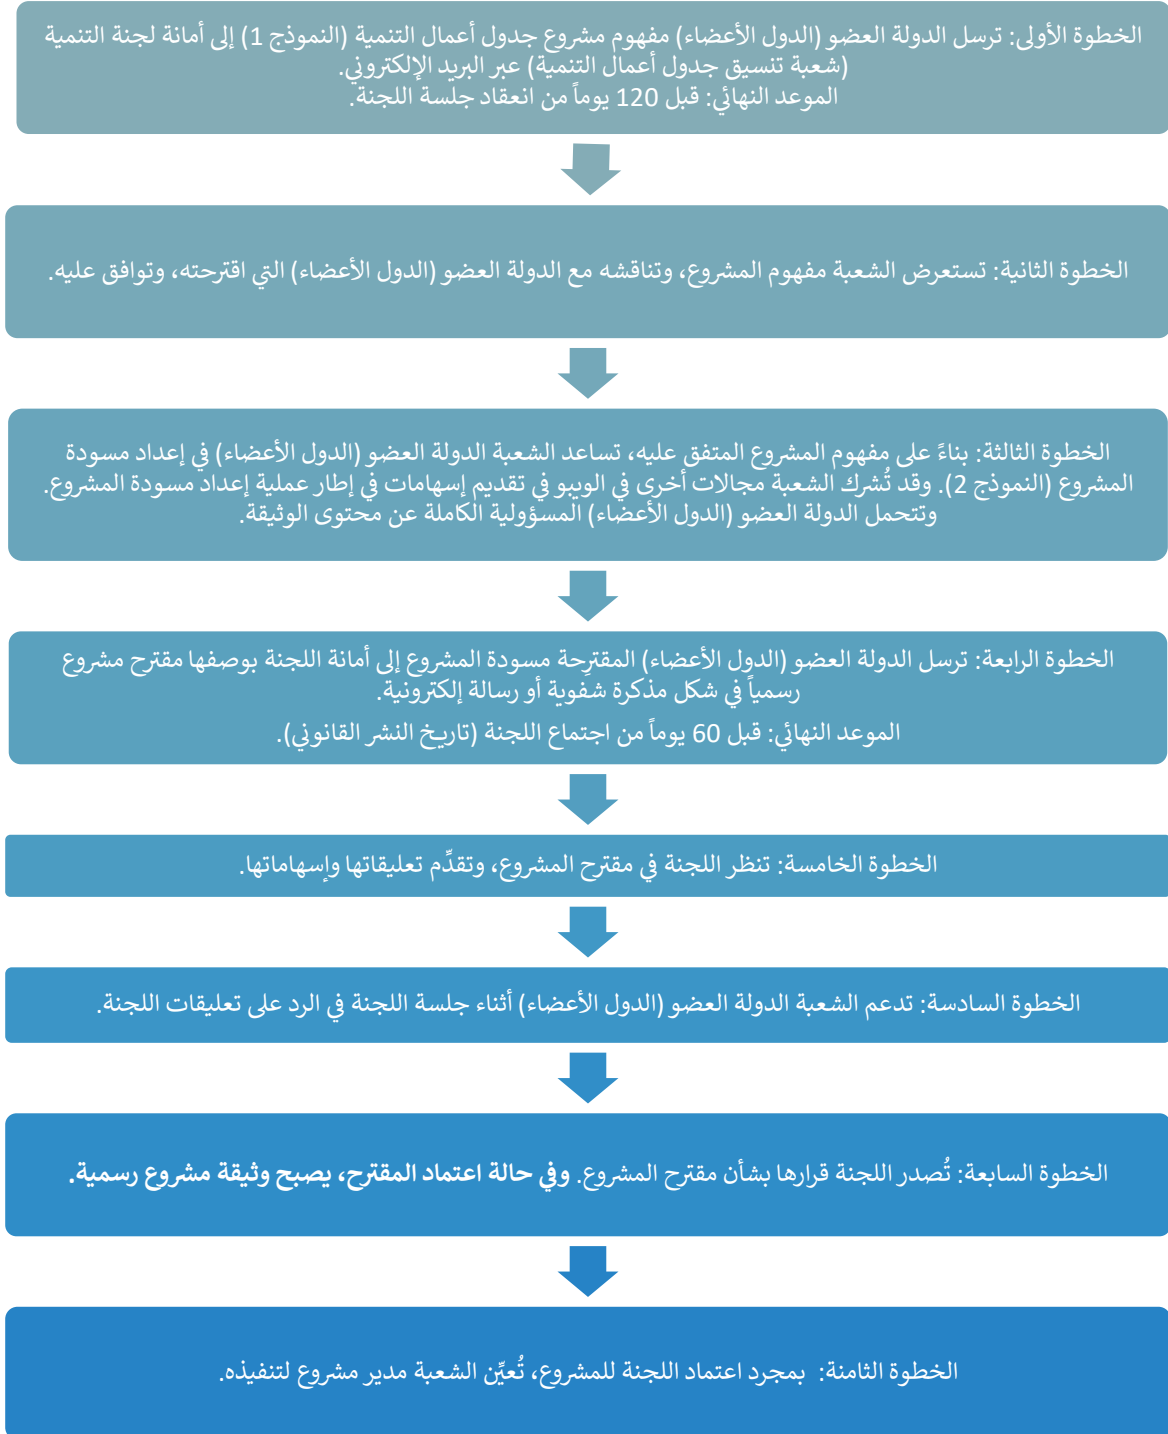 الخطوة الأولى: ترسل الدولة العضو (الدول الأعضاء) مفهوم مشروع جدول أعمال التنمية (النموذج 1) إلى أمانة لجنة التنمية
(شعبة تنسيق جدول أعمال التنمية) عبر البريد الإلكتروني.
الموعد النهائي: قبل 120 يوماً من انعقاد جلسة اللجنة.
الخطوة الثانية: تستعرض الشعبة مفهوم المشروع، وتناقشه مع الدولة العضو (الدول الأعضاء) التي اقترحته، وتوافق عليه.
الخطوة الثالثة: بناءً على مفهوم المشروع المتفق عليه، تساعد الشعبة الدولة العضو (الدول الأعضاء) في إعداد مسودة
المشروع (النموذج 2). وقد تُشرك الشعبة مجالات أخرى في الويبو في تقديم إسهامات في إطار عملية إعداد مسودة المشروع.
وتتحمل الدولة العضو (الدول الأعضاء) المسؤولية الكاملة عن محتوى الوثيقة.
الخطوة الرابعة: ترسل الدولة العضو (الدول الأعضاء) المقترِحة مسودة المشروع إلى أمانة اللجنة بوصفها مقترح مشروع
رسمياً في شكل مذكرة شفوية أو رسالة إلكترونية.
الموعد النهائي: قبل 60 يوماً من اجتماع اللجنة (تاريخ النشر القانوني).
الخطوة الخامسة: تنظر اللجنة في مقترح المشروع، وتقدِّم تعليقاتها وإسهاماتها.
الخطوة السادسة: تدعم الشعبة الدولة العضو (الدول الأعضاء) أثناء جلسة اللجنة في الرد على تعليقات اللجنة.
الخطوة السابعة: تُصدر اللجنة قرارها بشأن مقترح المشروع. وفي حالة اعتماد المقترح، يصبح وثيقة مشروع رسمية.
الخطوة الثامنة: بمجرد اعتماد اللجنة للمشروع، تُعيِّن الشعبة مدير مشروع لتنفيذه.